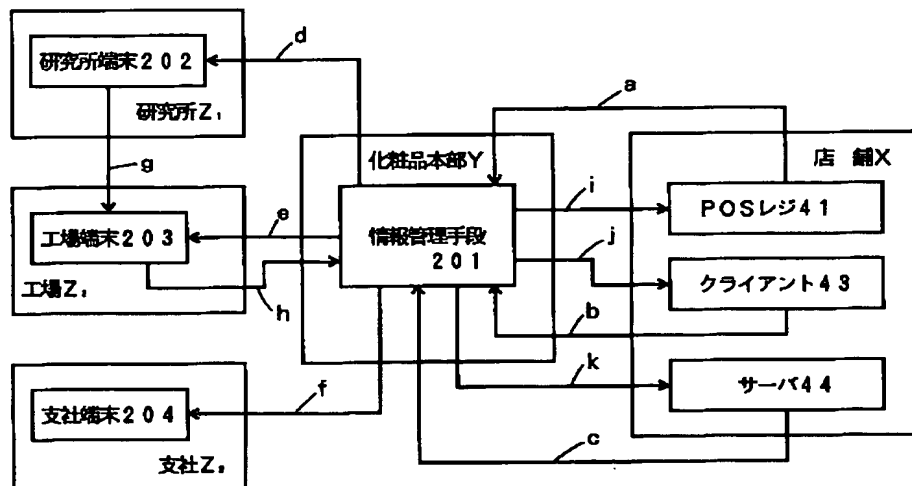 d
研究所端末202
研究所Z₁
a
化粧品本部Y
店 舗X
g
i
POSレジ41
工場端末203
e
情報管理手段
201
j
工場Z₂
クライアント43
h
b
k
サーバ44
支社端末204
f
支社Z₃
c